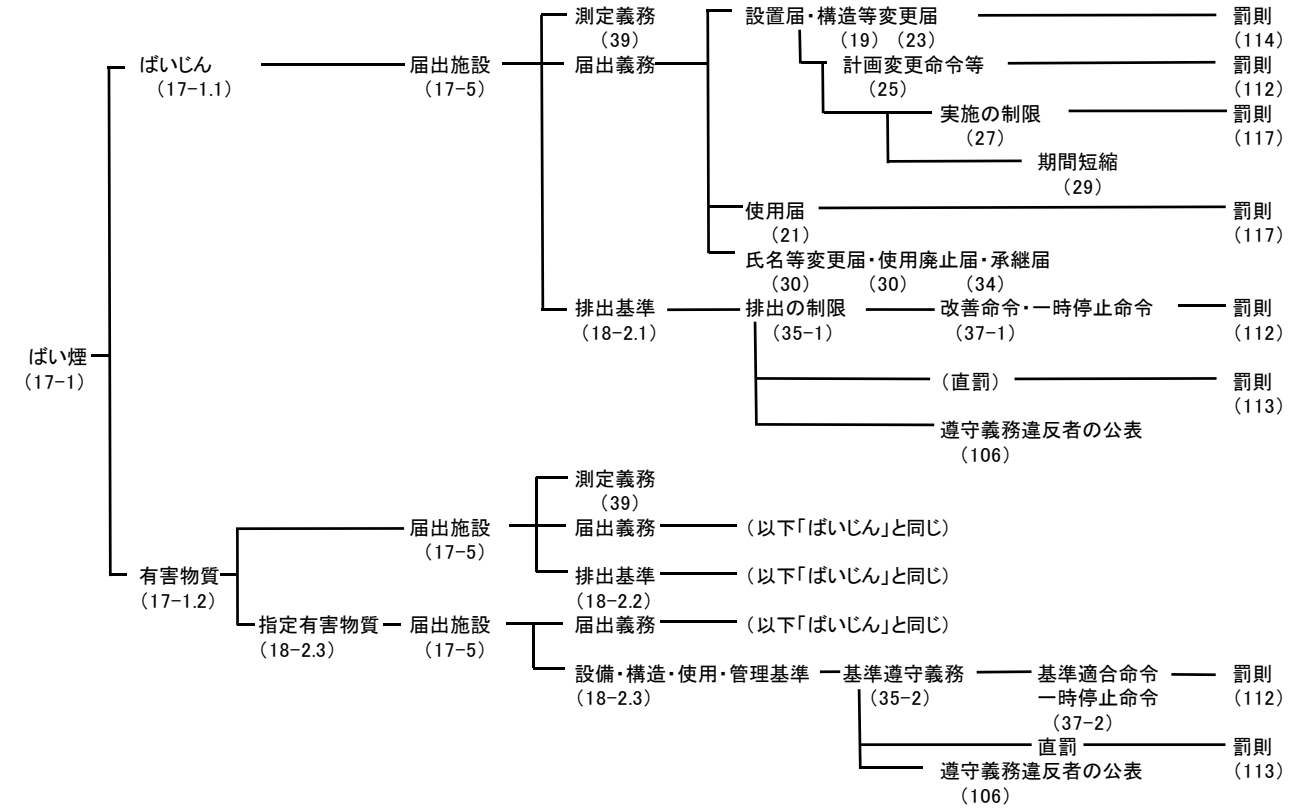 測定義務
(39)
設置届・構造等変更届
(19) (23)
罰則
(114)
ばいじん
(17-1.1)
届出施設
(17-5)
届出義務
計画変更命令等
(25)
罰則
(112)
実施の制限
(27)
罰則
(117)
期間短縮
(29)
使用届
(21)
罰則
(117)
氏名等変更届・使用廃止届・承継届
(30) (30) (34)
排出基準
(18-2.1)
排出の制限
(35-1)
改善命令・一時停止命令
(37-1)
罰則
(112)
ばい煙
(17-1)
(直罰)
罰則
(113)
遵守義務違反者の公表
(106)
測定義務
(39)
届出施設
(17-5)
届出義務
(以下「ばいじん」と同じ)
有害物質
(17-1.2)
排出基準
(18-2.2)
(以下「ばいじん」と同じ)
指定有害物質
(18-2.3)
届出施設
(17-5)
届出義務
(以下「ばいじん」と同じ)
設備・構造・使用・管理基準
(18-2.3)
基準遵守義務
(35-2)
基準適合命令
一時停止命令
(37-2)
罰則
(112)
直罰
罰則
(113)
遵守義務違反者の公表
(106)